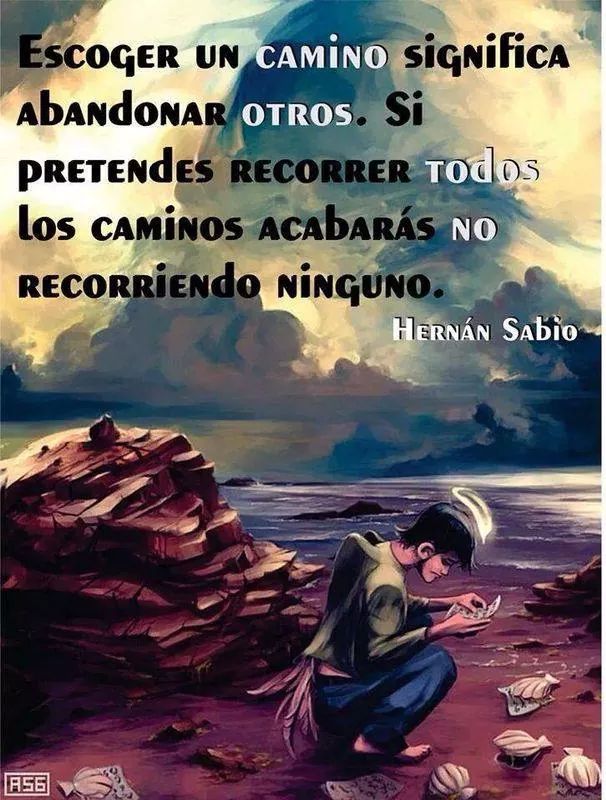 Escoger un camino significa
abandonar otros. Si
pretendes recorrer todos
los caminos acabarás no
recorriendo ninguno.
Hernán Sabio
ASG